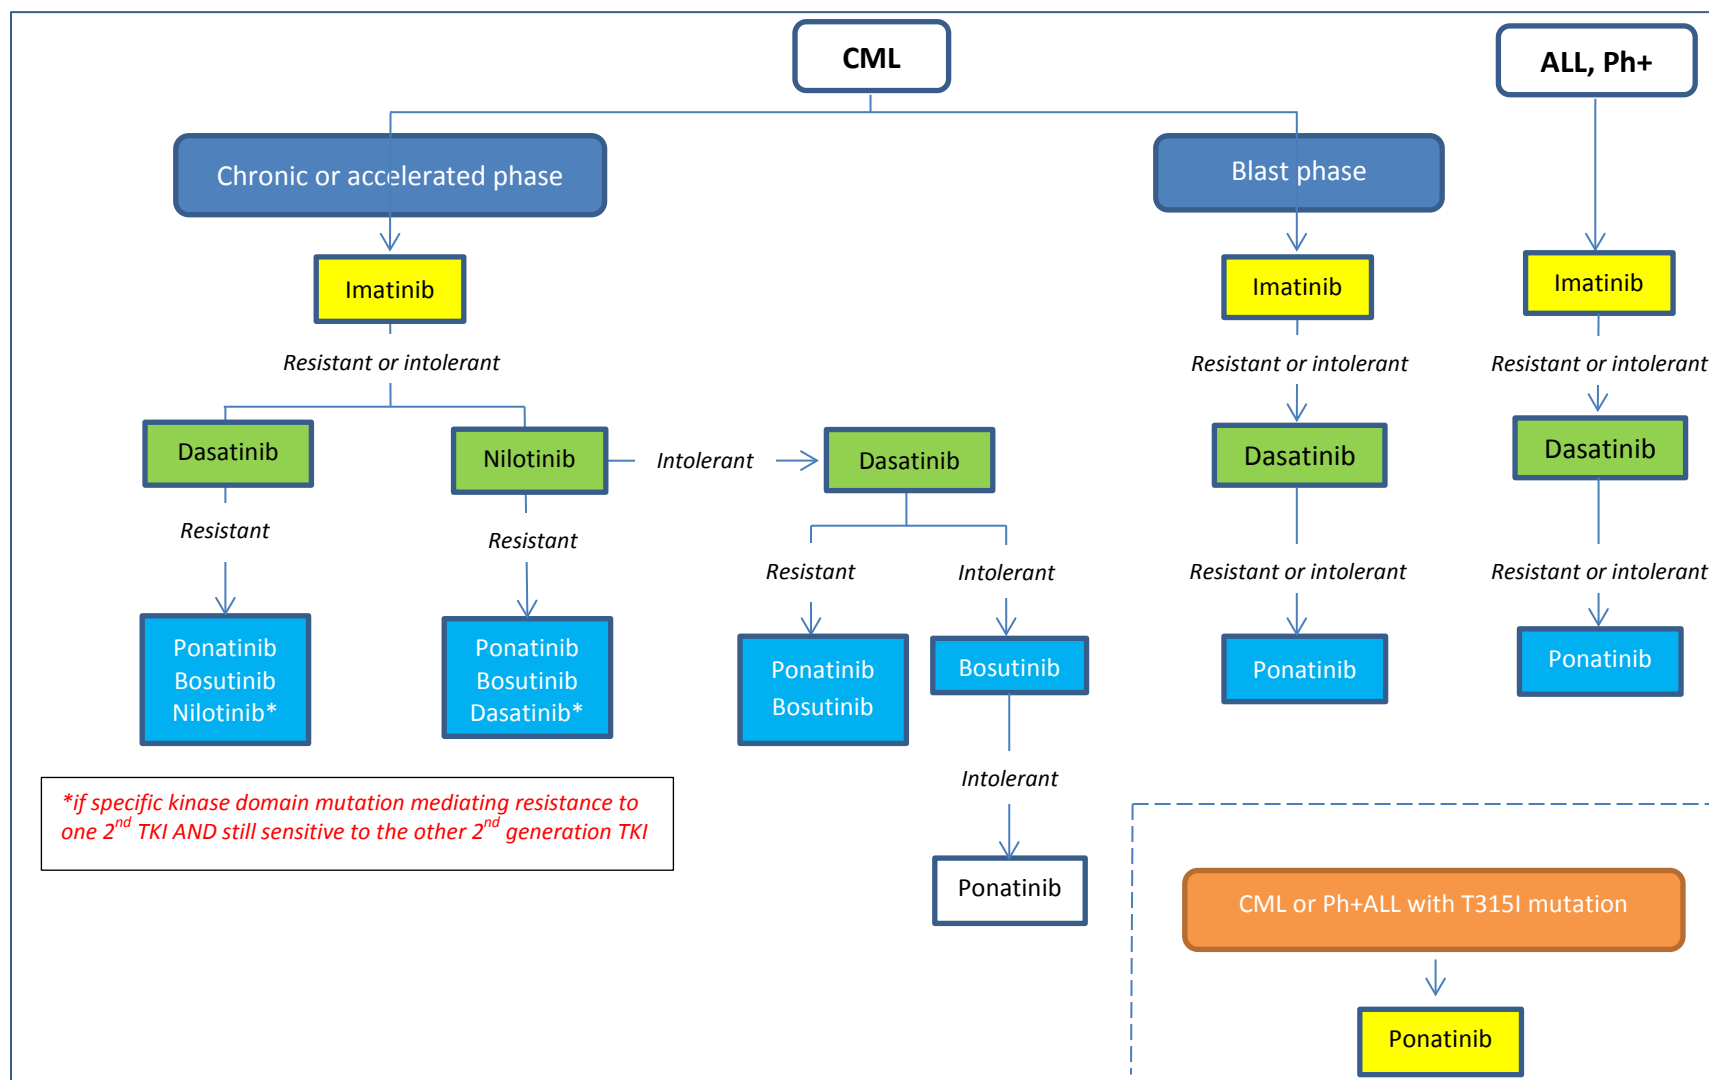 CML
ALL, Ph+
Chronic or accelerated phase
Blast phase
Imatinib
Imatinib
Imatinib
Resistant or intolerant
Resistant or intolerant
Resistant or intolerant
Dasatinib
Nilotinib
Intolerant
Dasatinib
Dasatinib
Dasatinib
Resistant
Resistant
Resistant
Intolerant
Resistant or intolerant
Resistant or intolerant
Ponatinib
Bosutinib
Nilotinib*
Ponatinib
Bosutinib
Dasatinib*
Ponatinib
Bosutinib
Bosutinib
Ponatinib
Ponatinib
Intolerant
*if specific kinase domain mutation mediating resistance to
one 2nd TKI AND still sensitive to the other 2nd generation TKI
Ponatinib
CML or Ph+ALL with T315I mutation
Ponatinib